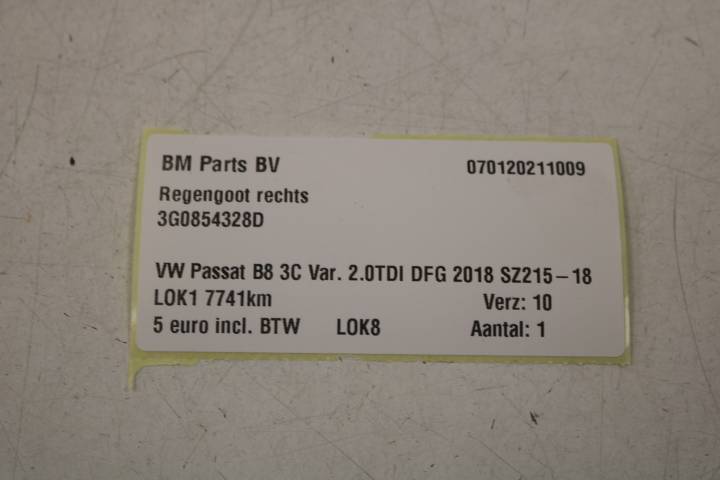 BM Parts BV 070120211009
Regengoot rechts
3G0854328D
VW Passat B8 3C Var. 2.0TDI DFG 2018 SZ215-18
LOK1 7741km Verz: 10
5 euro incl. BTW LOK8 Aantal: 1